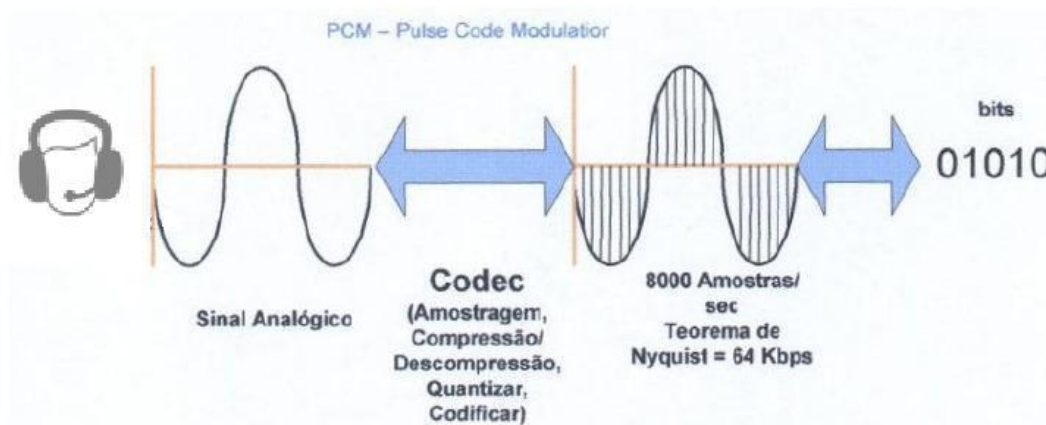 PCM – Pulse Code Modulatior
bits
01010
Sinal Analógico
Codec
(Amostragem,
Compressão/
Descompressão,
Quantizar,
Codificar)
8000 Amostras/
sec
Teorema de
Nyquist = 64 Kbps